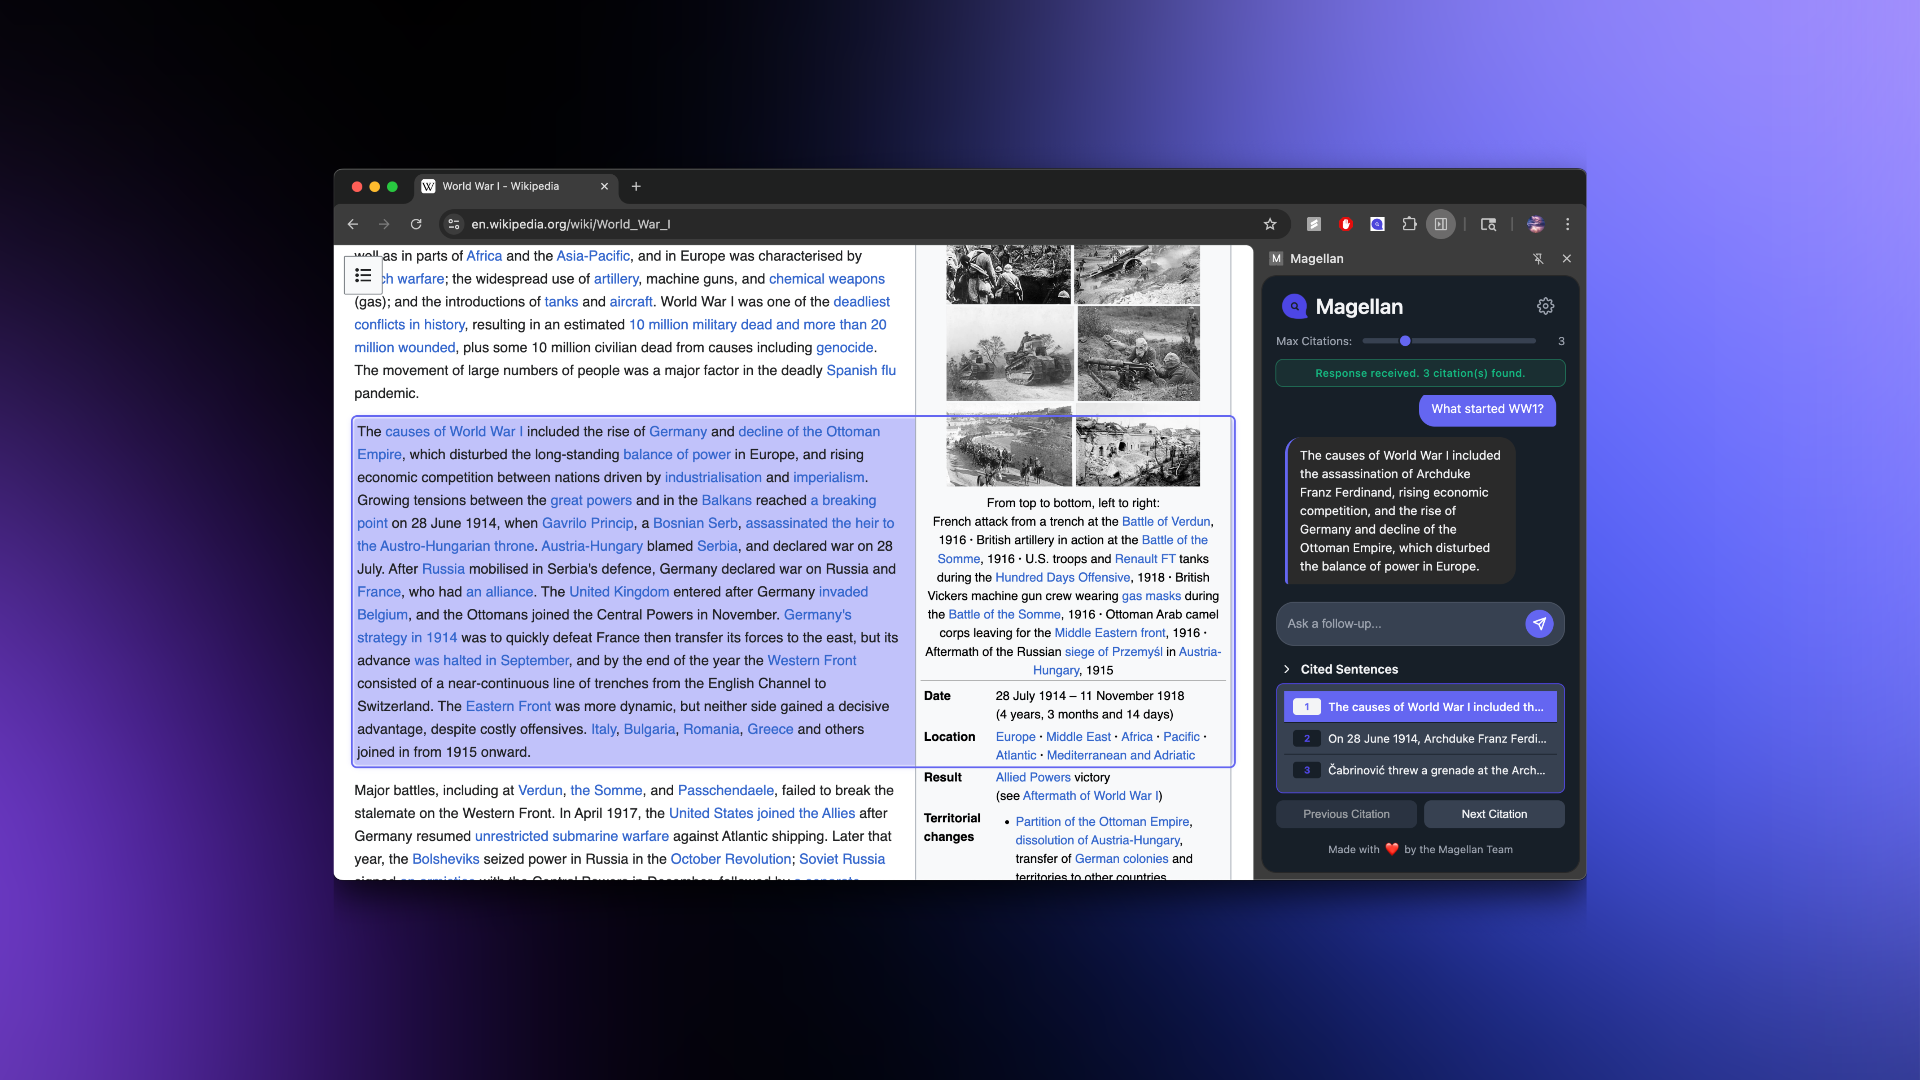 World War I - Wikipedia
en.wikipedia.org/wiki/World_War_I
well as in parts of Africa and the Asia-Pacific, and in Europe was characterised by
warfare; the widespread use of artillery, machine guns, and chemical weapons
(gas); and the introductions of tanks and aircraft. World War I was one of the deadliest
conflicts in history, resulting in an estimated 10 million military dead and more than 20
million wounded, plus some 10 million civilian dead from causes including genocide.
The movement of large numbers of people was a major factor in the deadly Spanish flu
pandemic.
The causes of World War I included the rise of Germany and decline of the Ottoman
Empire, which disturbed the long-standing balance of power in Europe, and rising
economic competition between nations driven by industrialisation and imperialism.
Growing tensions between the great powers and in the Balkans reached a breaking
point on 28 June 1914, when Gavrilo Princip, a Bosnian Serb, assassinated the heir to
the Austro-Hungarian throne. Austria-Hungary blamed Serbia, and declared war on 28
July. After Russia mobilised in Serbia's defence, Germany declared war on Russia and
France, who had an alliance. The United Kingdom entered after Germany invaded
Belgium, and the Ottomans joined the Central Powers in November. Germany's
strategy in 1914 was to quickly defeat France then transfer its forces to the east, but its
advance was halted in September, and by the end of the year the Western Front
consisted of a near-continuous line of trenches from the English Channel to
Switzerland. The Eastern Front was more dynamic, but neither side gained a decisive
advantage, despite costly offensives. Italy, Bulgaria, Romania, Greece and others
joined in from 1915 onward.
Major battles, including at Verdun, the Somme, and Passchendaele, failed to break the
stalemate on the Western Front. In April 1917, the United States joined the Allies after
Germany resumed unrestricted submarine warfare against Atlantic shipping. Later that
year, the Bolsheviks seized power in Russia in the October Revolution; Soviet Russia
From top to bottom, left to right:
French attack from a trench at the Battle of Verdun,
1916 · British artillery in action at the Battle of the
Somme, 1916 · U.S. troops and Renault FT tanks
during the Hundred Days Offensive, 1918 · British
Vickers machine gun crew wearing gas masks during
the Battle of the Somme, 1916 · Ottoman Arab camel
corps leaving for the Middle Eastern front, 1916 ·
Aftermath of the Russian siege of Przemyśl in Austria-
Hungary, 1915
Date 28 July 1914 – 11 November 1918
(4 years, 3 months and 14 days)
Location Europe · Middle East · Africa · Pacific ·
Atlantic · Mediterranean and Adriatic
Result Allied Powers victory
(see Aftermath of World War I)
Territorial changes
• Partition of the Ottoman Empire,
dissolution of Austria-Hungary,
transfer of German colonies and
territories to other countries
M Magellan
Magellan
Max Citations: 3
Response received. 3 citation(s) found.
What started WW1?
The causes of World War I included
the assassination of Archduke
Franz Ferdinand, rising economic
competition, and the rise of
Germany and decline of the
Ottoman Empire, which disturbed
the balance of power in Europe.
Ask a follow-up...
Cited Sentences
1 The causes of World War I included th...
2 On 28 June 1914, Archduke Franz Ferdi...
3 Čabrinović threw a grenade at the Arch...
Previous Citation Next Citation
Made with ❤️ by the Magellan Team